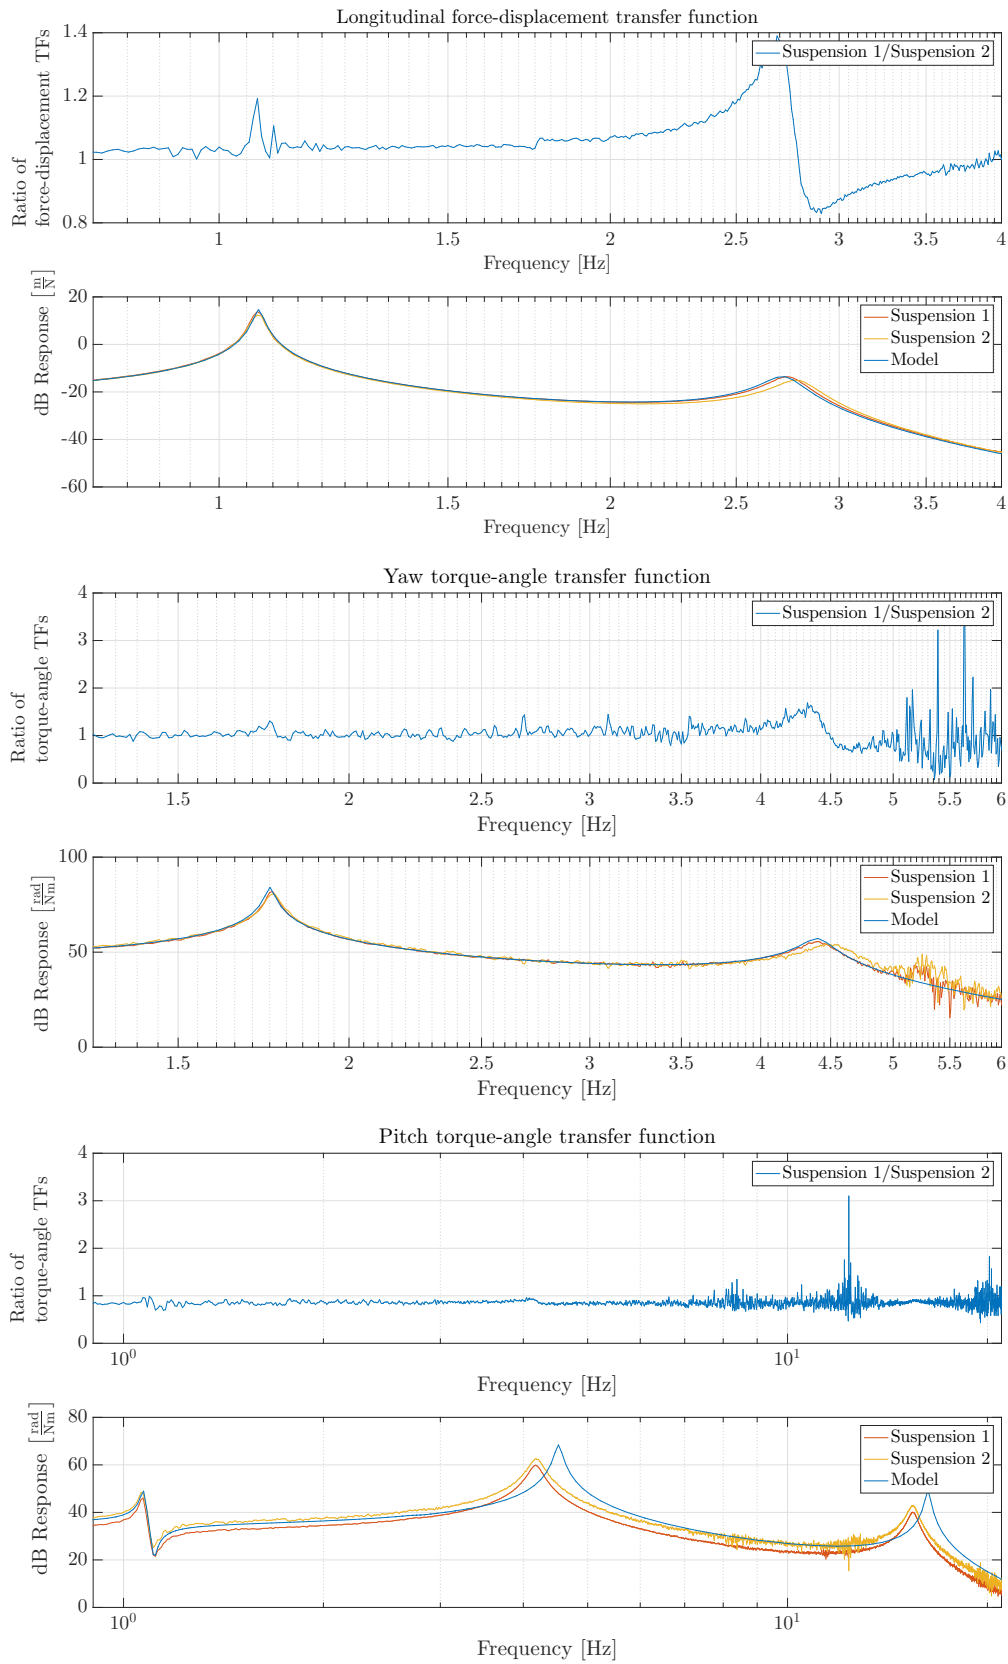 Longitudinal force-displacement transfer function
Ratio of
force-displacement TFs
1.4
1.2
1
0.8
Suspension 1/Suspension 2
1 1.5 2 2.5 3 3.5 4
Frequency [Hz]
dB Response [m/N]
20
0
-20
-40
-60
Suspension 1
Suspension 2
Model
1 1.5 2 2.5 3 3.5 4
Frequency [Hz]
Yaw torque-angle transfer function
Ratio of
torque-angle TFs
4
3
2
1
0
Suspension 1/Suspension 2
1.5 2 2.5 3 3.5 4 4.5 5 5.5 6
Frequency [Hz]
dB Response [rad/Nm]
100
50
0
Suspension 1
Suspension 2
Model
1.5 2 2.5 3 3.5 4 4.5 5 5.5 6
Frequency [Hz]
Pitch torque-angle transfer function
Ratio of
torque-angle TFs
4
3
2
1
0
Suspension 1/Suspension 2
10⁰ 10¹
Frequency [Hz]
dB Response [rad/Nm]
80
60
40
20
0
Suspension 1
Suspension 2
Model
10⁰ 10¹
Frequency [Hz]